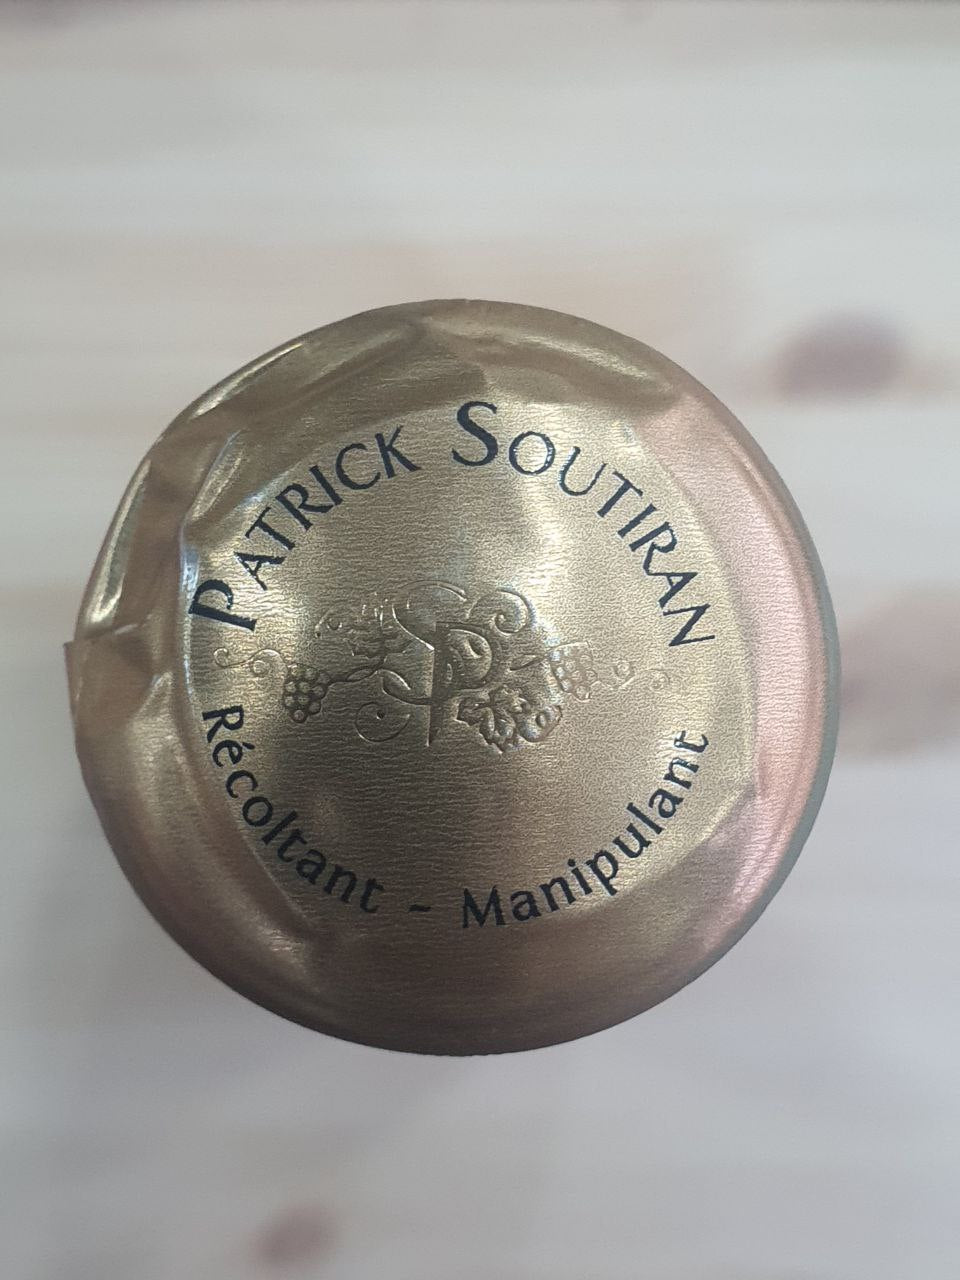 PATRICK SOUTIRAN
Récoltant - Manipulant